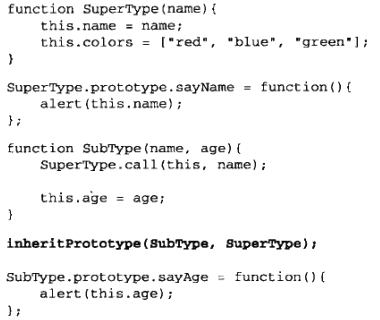 function SuperType(name){
    this.name = name;
    this.colors = ["red", "blue", "green"];
}
SuperType.prototype.sayName = function(){
    alert(this.name);
};
function SubType(name, age){
    SuperType.call(this, name);
    this.age = age;
}
inheritPrototype(SubType, SuperType);
SubType.prototype.sayAge = function(){
    alert(this.age);
};